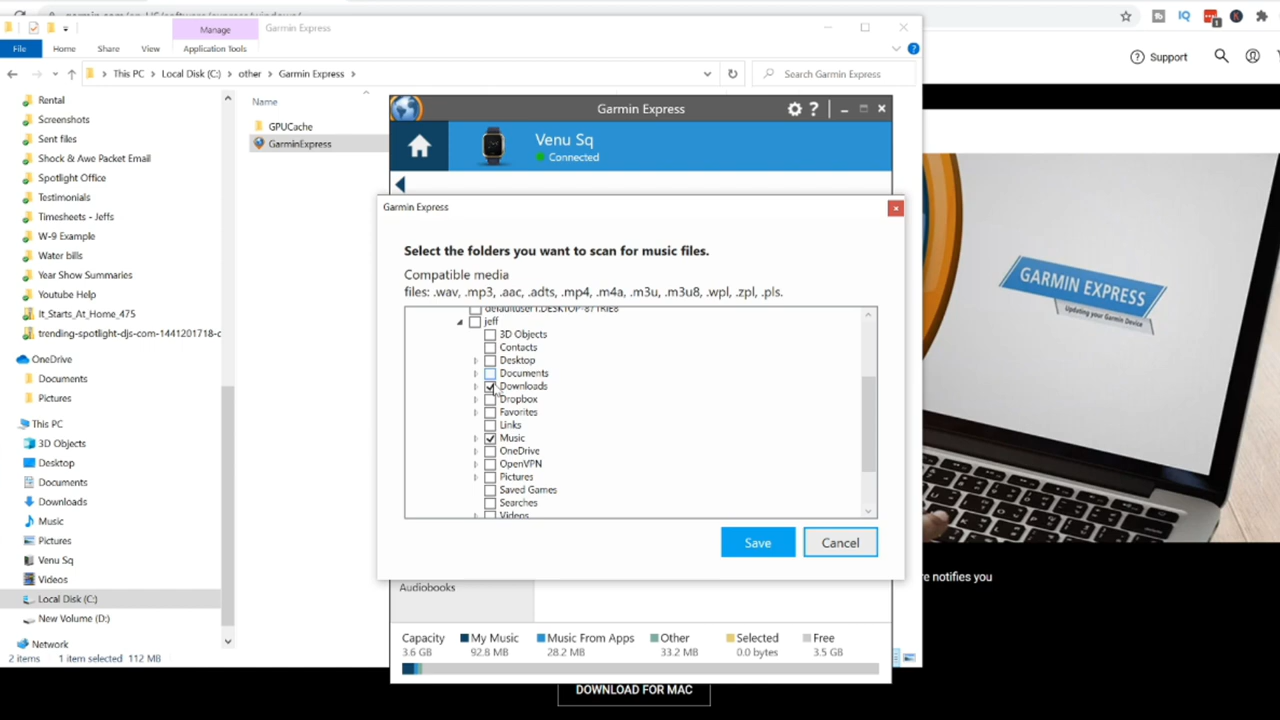 Manage
Garmin Express
File
Home
Share
View
Application Tools
This PC
Local Disk (C:)
other
Garmin Express
Search Garmin Express
Support
Rental
Screenshots
Sent files
Shock & Awe Packet Email
Spotlight Office
Testimonials
Timesheets - Jeffs
W-9 Example
Water bills
Year Show Summaries
Youtube Help
It_Starts_At_Home_475
trending-spotlight-djs-com-1441201718-c
OneDrive
Documents
Pictures
This PC
3D Objects
Desktop
Documents
Downloads
Music
Pictures
Venu Sq
Videos
Local Disk (C:)
New Volume (D:)
Network
2 items
1 item selected
112 MB
Name
GPUCache
GarminExpress
Garmin Express
Venu Sq
Connected
Garmin Express
Select the folders you want to scan for music files.
Compatible media
files: .wav, .mp3, .aac, .adts, .mp4, .m4a, .m3u, .m3u8, .wpl, .zpl, .pls.
jeff
3D Objects
Contacts
Desktop
Documents
Downloads
Dropbox
Favorites
Links
Music
OneDrive
OpenVPN
Pictures
Saved Games
Searches
Videos
Save
Cancel
Audiobooks
Capacity
3.6 GB
My Music
92.8 MB
Music From Apps
28.2 MB
Other
33.2 MB
Selected
0.0 bytes
Free
3.5 GB
GARMIN EXPRESS
Updating your Garmin Device
re notifies you
DOWNLOAD FOR MAC